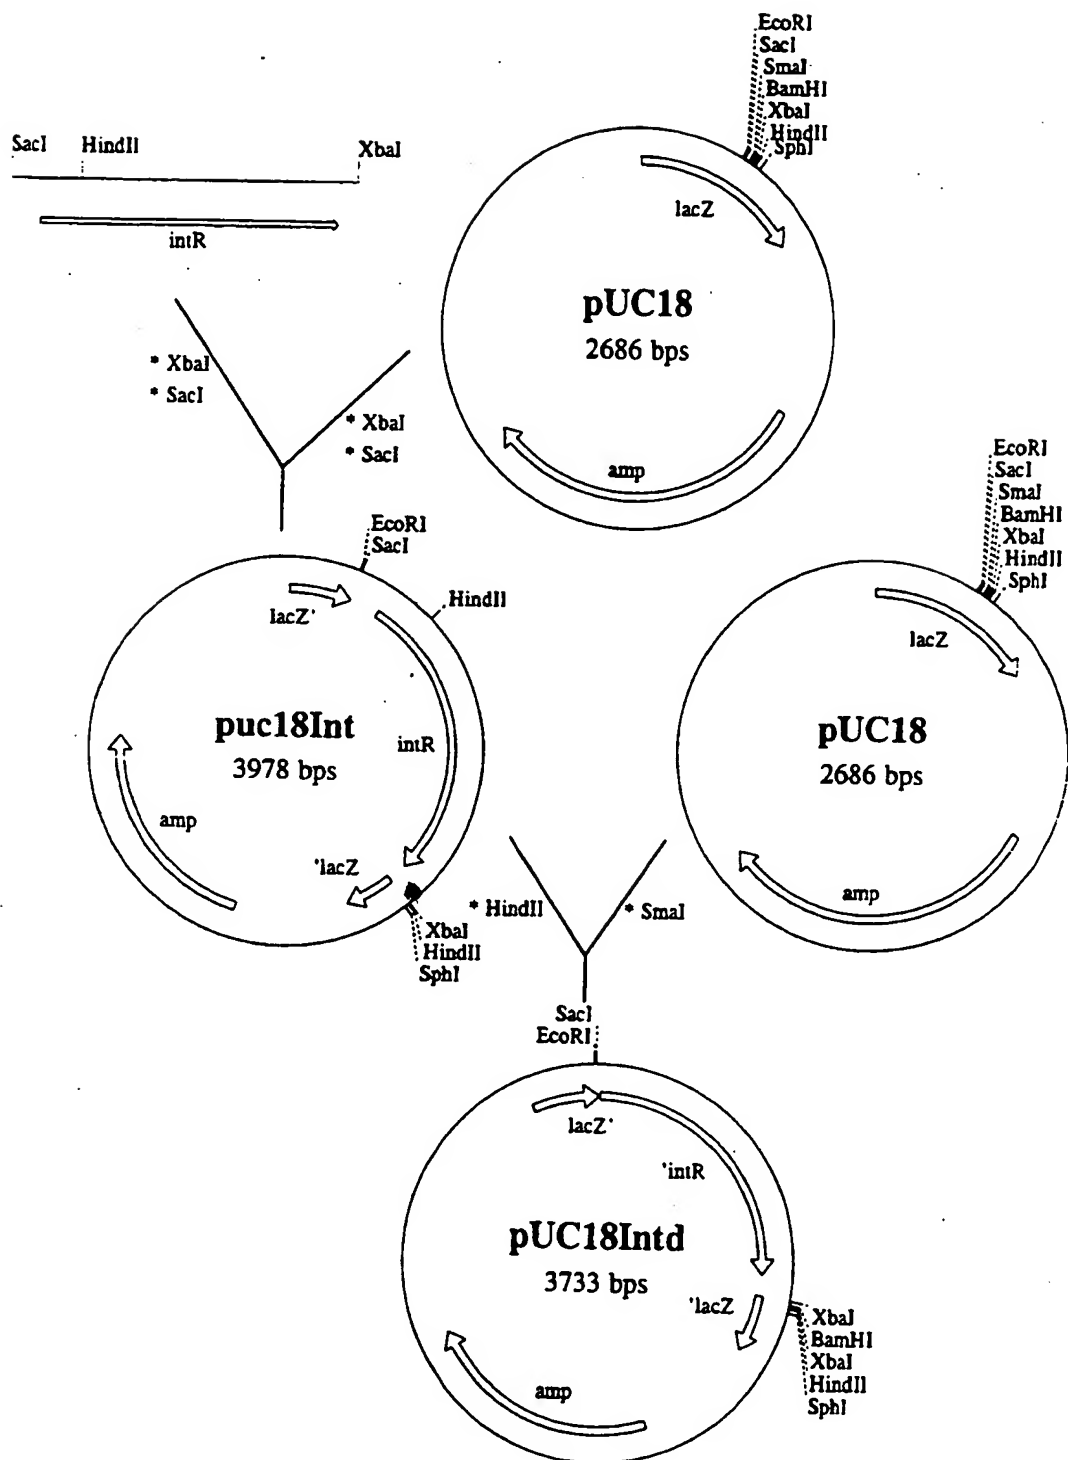 EcoRI
SacI
SmaI
BamHI
XbaI
HindII
SphI
SacI HindII XbaI
intR
lacZ
pUC18
2686 bps
amp
* XbaI
* SacI
* XbaI
* SacI
EcoRI
SacI
HindII
lacZ'
intR
puc18Int
3978 bps
amp
'lacZ
XbaI
HindII
SphI
EcoRI
SacI
SmaI
BamHI
XbaI
HindII
SphI
lacZ
pUC18
2686 bps
amp
* HindII
* SmaI
SacI
EcoRI
lacZ'
'intR
pUC18Intd
3733 bps
'lacZ
amp
XbaI
BamHI
XbaI
HindII
SphI